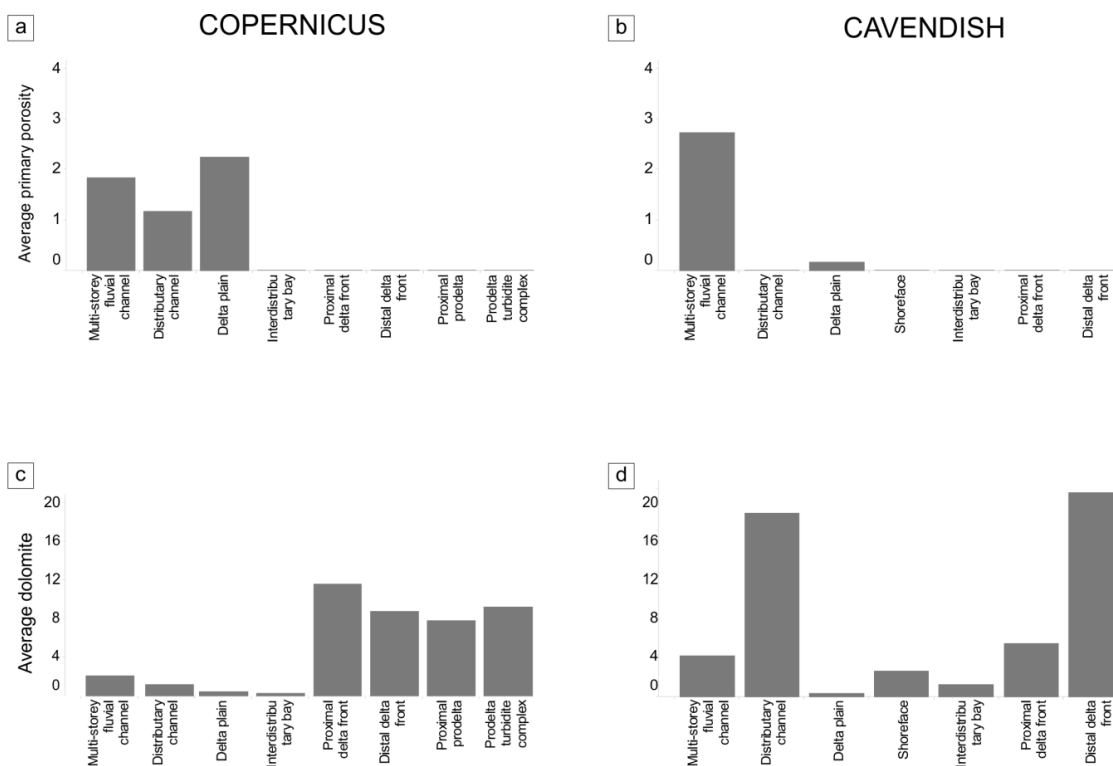 a
COPERNICUS
Average primary porosity
4
3
2
1
0
Multi-storey
fluvial
channel
Distributary
channel
Delta plain
Interdistribu
tary bay
Proximal
delta front
Distal delta
front
Proximal
prodelta
Prodelta
turbidite
complex
b
CAVENDISH
4
3
2
1
0
Multi-storey
fluvial
channel
Distributary
channel
Delta plain
Shoreface
Interdistribu
tary bay
Proximal
delta front
Distal delta
front
c
Average dolomite
20
16
12
8
4
0
Multi-storey
fluvial
channel
Distributary
channel
Delta plain
Interdistribu
tary bay
Proximal
delta front
Distal delta
front
Proximal
prodelta
Prodelta
turbidite
complex
d
20
16
12
8
4
0
Multi-storey
fluvial
channel
Distributary
channel
Delta plain
Shoreface
Interdistribu
tary bay
Proximal
delta front
Distal delta
front